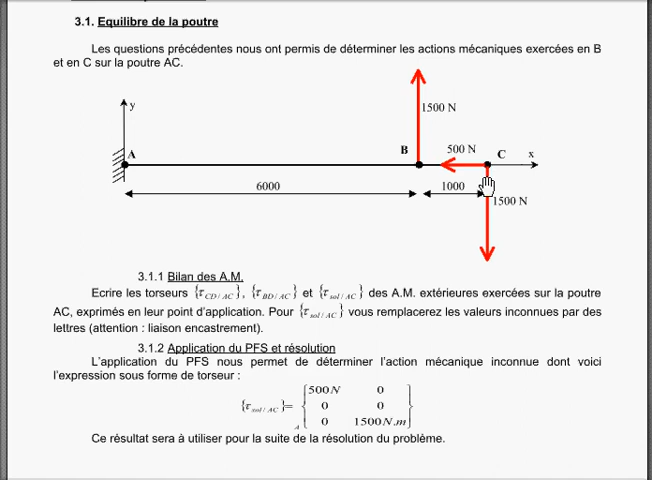 3.1. Equilibre de la poutre
Les questions précédentes nous ont permis de déterminer les actions mécaniques exercées en B
et en C sur la poutre AC.
y
1500 N
A
B
500 N
C
x
6000
1000
1500 N
3.1.1 Bilan des A.M.
Ecrire les torseurs {τ CD/AC}, {τ BD/AC} et {τ sol/AC} des A.M. extérieures exercées sur la poutre
AC, exprimés en leur point d'application. Pour {τ sol/AC} vous remplacerez les valeurs inconnues par des
lettres (attention : liaison encastrement).
3.1.2 Application du PFS et résolution
L'application du PFS nous permet de déterminer l'action mécanique inconnue dont voici
l'expression sous forme de torseur :
500N 0
{τ sol/AC}= 0 0
A 0 1500N.m
Ce résultat sera à utiliser pour la suite de la résolution du problème.